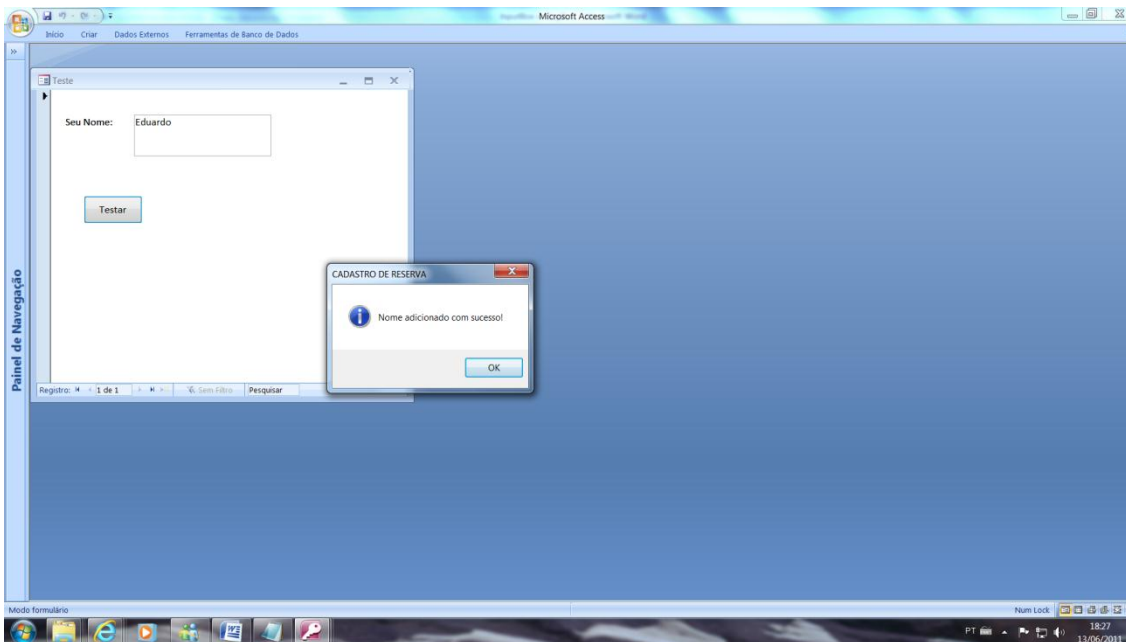 Microsoft Access
Início Criar Dados Externos Ferramentas de Banco de Dados
Teste
Seu Nome: Eduardo
Testar
CADASTRO DE RESERVA
Nome adicionado com sucesso!
OK
Painel de Navegação
Registro: 1 de 1 Sem Filtro Pesquisar
Modo formulário Num Lock
PT 18:27
13/06/2011